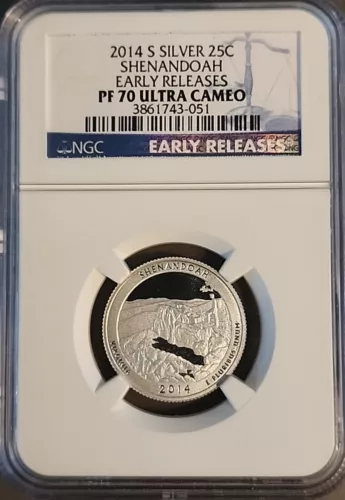 2014 S SILVER 25C
SHENANDOAH
EARLY RELEASES
PF 70 ULTRA CAMEO
3861743-051
NGC
EARLY RELEASES
SHENANDOAH
VIRGINIA
2014
E PLURIBUS UNUM